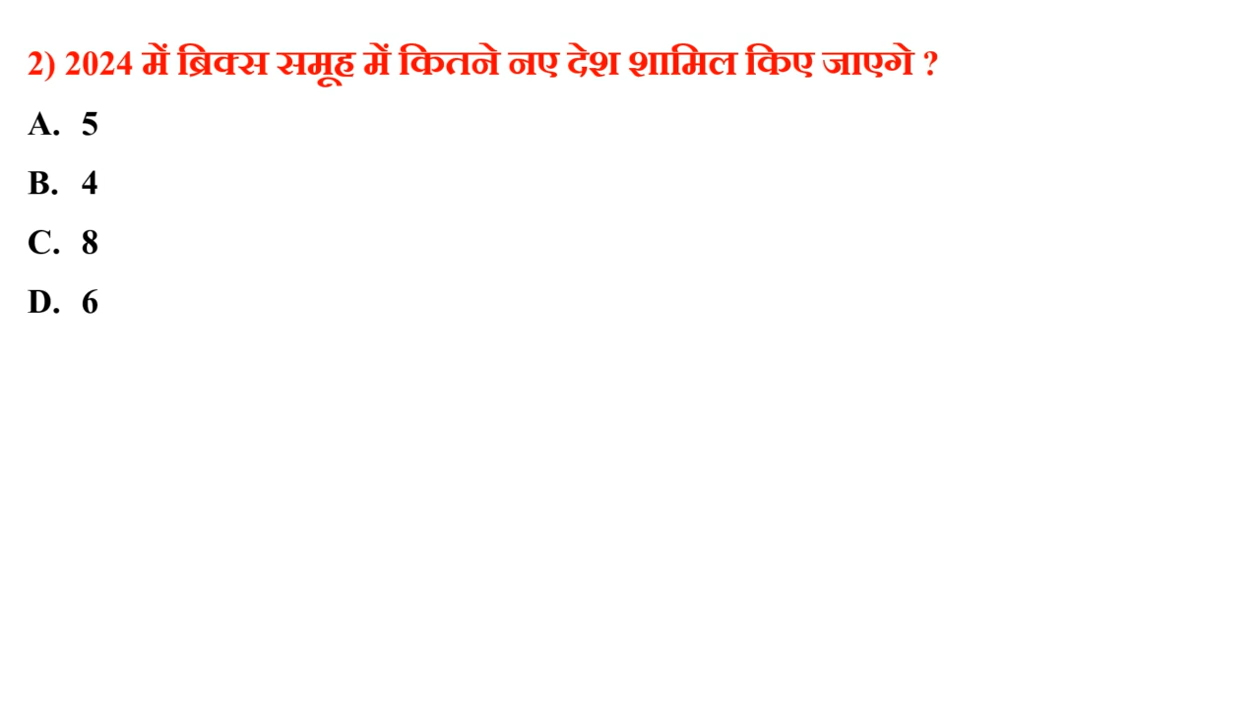 2) 2024 में ब्रिक्स समूह में कितने नए देश शामिल किए जाएगे ?
A. 5
B. 4
C. 8
D. 6